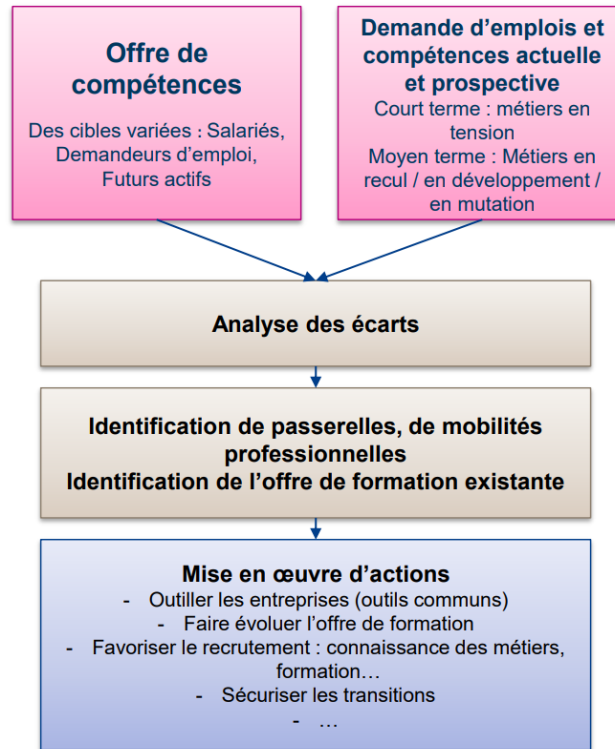 Offre de
compétences
Des cibles variées : Salariés,
Demandeurs d'emploi,
Futurs actifs
Demande d'emplois et
compétences actuelle
et prospective
Court terme : métiers en
tension
Moyen terme : Métiers en
recul / en développement /
en mutation
Analyse des écarts
Identification de passerelles, de mobilités
professionnelles
Identification de l'offre de formation existante
Mise en œuvre d'actions
- Outiller les entreprises (outils communs)
- Faire évoluer l'offre de formation
- Favoriser le recrutement : connaissance des métiers,
formation…
- Sécuriser les transitions
- …